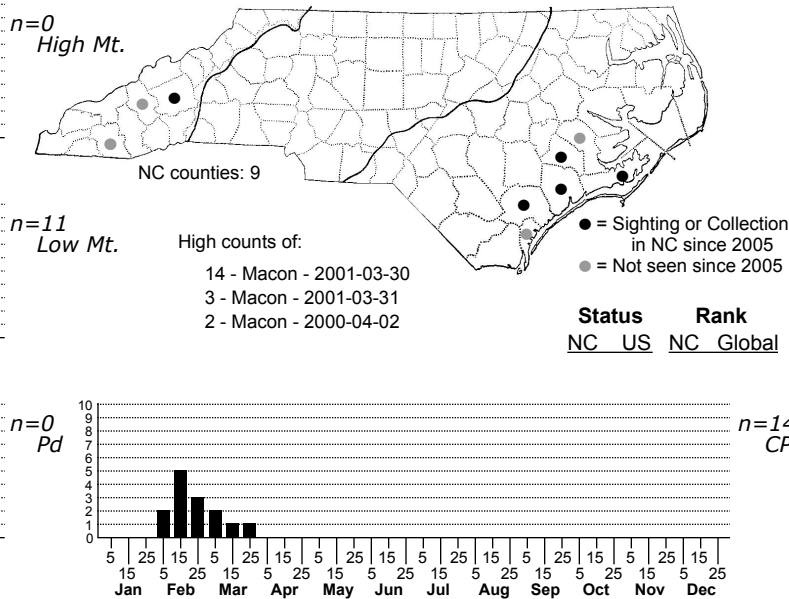 n=0
High Mt.
NC counties: 9
n=11
Low Mt.
High counts of:
14 - Macon - 2001-03-30
3 - Macon - 2001-03-31
2 - Macon - 2000-04-02
= Sighting or Collection
in NC since 2005
= Not seen since 2005
Status Rank
NC US NC Global
n=0
Pd
10
9
8
7
6
5
4
3
2
1
0
n=14
CP
5 25 15 5 25 15 5 25 15 5 25 15 5 25 15 5 25 15
15 5 25 15 5 25 15 5 25 15 5 25 15 5 25 15 5 25
Jan Feb Mar Apr May Jun Jul Aug Sep Oct Nov Dec